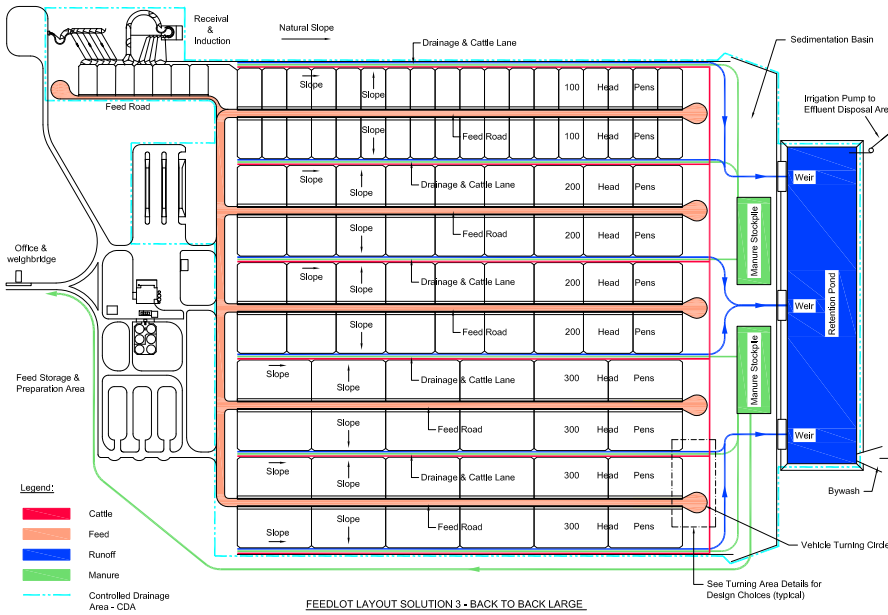 Receival
&
Induction
Natural Slope
Drainage & Cattle Lane
Sedimentation Basin
Irrigation Pump to
Effluent Disposal Area
Feed Road
Slope
Slope
100 Head Pens
Slope
Feed Road
100 Head Pens
Weir
Slope
Slope
Drainage & Cattle Lane
200 Head Pens
Manure Stockpile
Slope
Feed Road
200 Head Pens
Office &
weighbridge
Slope
Slope
Drainage & Cattle Lane
200 Head Pens
Weir
Retention Pond
Slope
Feed Road
200 Head Pens
Manure Stockpile
Feed Storage &
Preparation Area
Slope
Slope
Drainage & Cattle Lane
300 Head Pens
Slope
Feed Road
300 Head Pens
Weir
Slope
Slope
Drainage & Cattle Lane
300 Head Pens
Bywash
Slope
Slope
Feed Road
300 Head Pens
Vehicle Turning Circle
Legend:
Cattle
Feed
Runoff
Manure
Controlled Drainage
Area - CDA
See Turning Area Details for
Design Choices (typical)
FEEDLOT LAYOUT SOLUTION 3 - BACK TO BACK LARGE